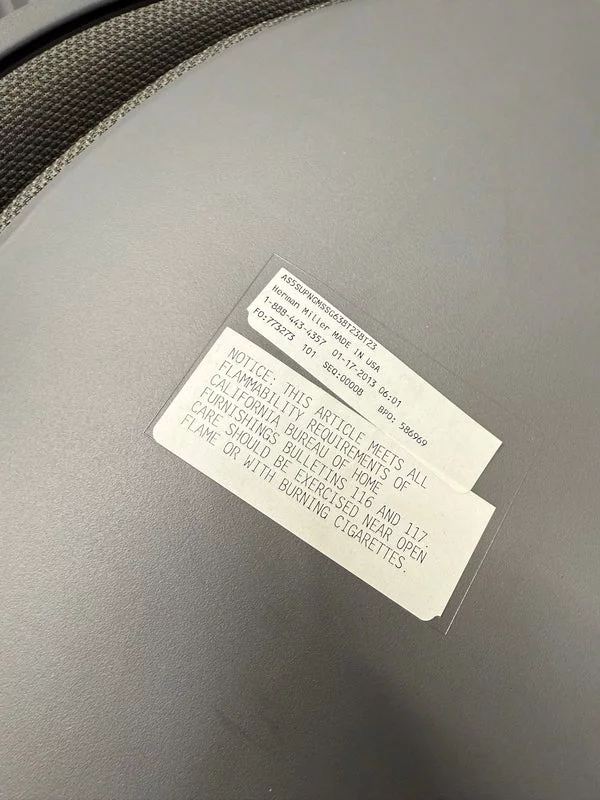 AS5SUPNGMSSG638T238T23
Herman Miller MADE IN USA
1-888-443-4357 01-17-2013 06:01
FO:773273 101 SEQ:00008 BPO: 586969
NOTICE: THIS ARTICLE MEETS ALL
FLAMMABILITY REQUIREMENTS OF
CALIFORNIA BUREAU OF HOME
FURNISHINGS BULLETINS 116 AND 117.
CARE SHOULD BE EXERCISED NEAR OPEN
FLAME OR WITH BURNING CIGARETTES.